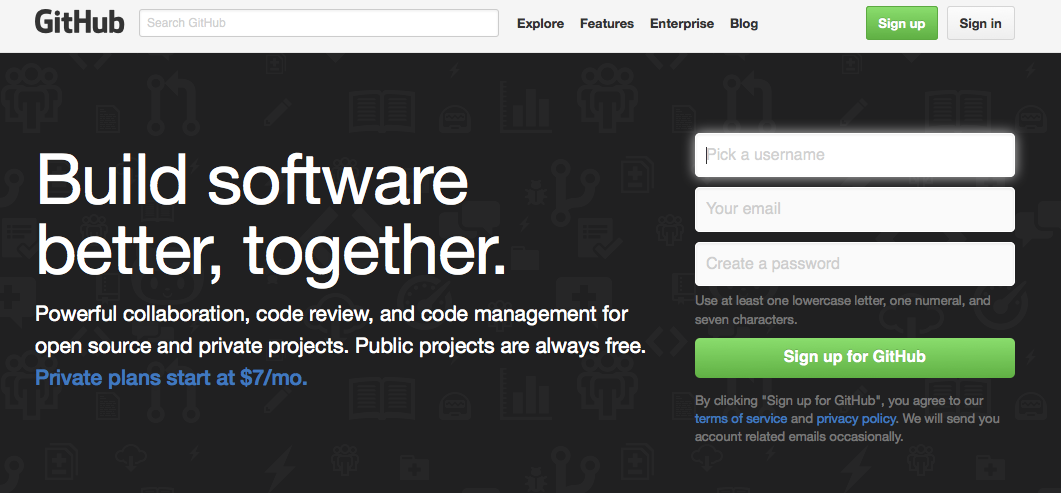 GitHub
Search GitHub
Explore
Features
Enterprise
Blog
Sign up
Sign in
Build software
better, together.
Powerful collaboration, code review, and code management for
open source and private projects. Public projects are always free.
Private plans start at $7/mo.
Pick a username
Your email
Create a password
Use at least one lowercase letter, one numeral, and
seven characters.
Sign up for GitHub
By clicking "Sign up for GitHub", you agree to our
terms of service and privacy policy. We will send you
account related emails occasionally.